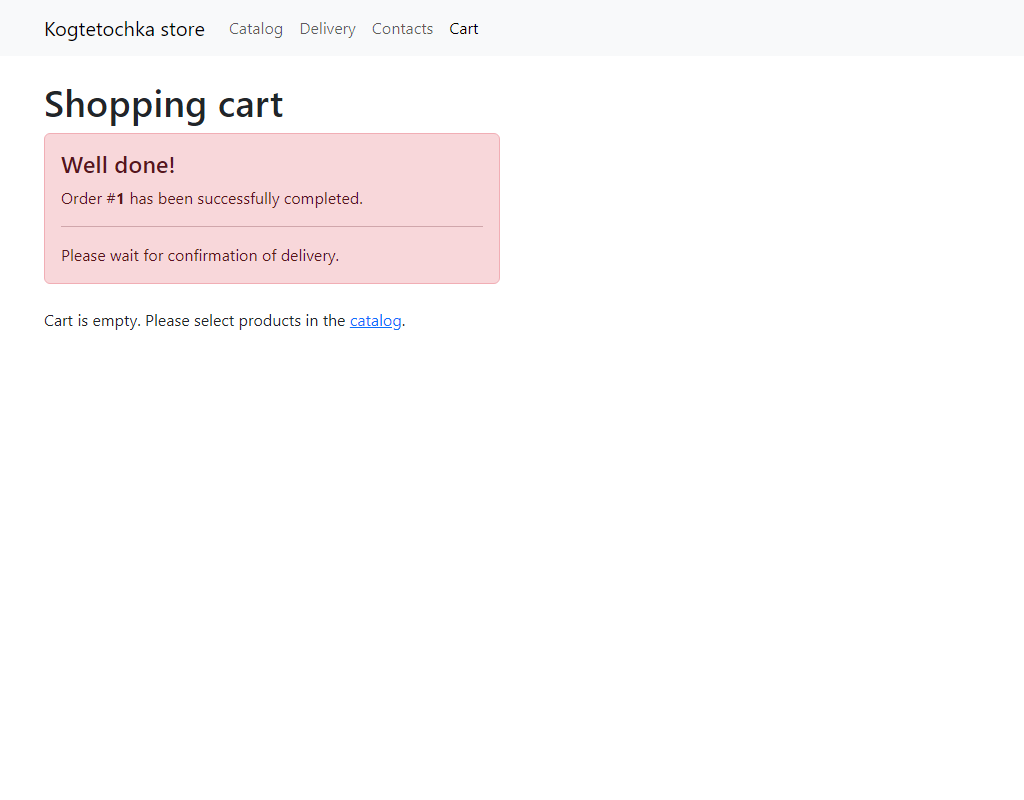 Kogtetochka store Catalog Delivery Contacts Cart
Shopping cart
Well done!
Order #1 has been successfully completed.
Please wait for confirmation of delivery.
Cart is empty. Please select products in the catalog.